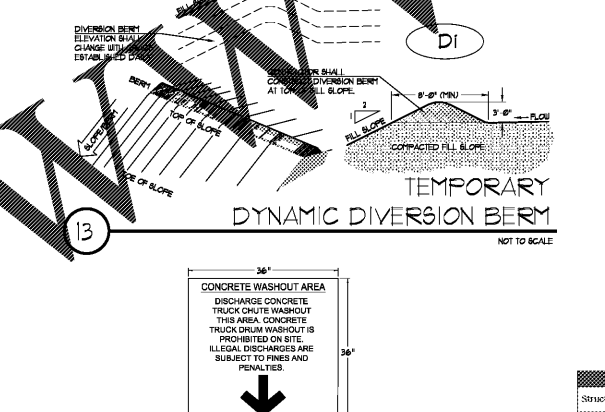 DIVERSION BERM
ELEVATION SHALL
CHANGE WITH
ESTABLISHED DAILY
Di
SHALL
CONSTRUCT DIVERSION BERM
AT TOP OF FILL SLOPE.
BERM
TOP OF SLOPE
TOE OF SLOPE
8'-0" (MIN)
2
1
3'-0"
FLOW
FILL SLOPE
COMPACTED FILL SLOPE
TEMPORARY
DYNAMIC DIVERSION BERM
13
NOT TO SCALE
36"
CONCRETE WASHOUT AREA
DISCHARGE CONCRETE
TRUCK CHUTE WASHOUT
THIS AREA. CONCRETE
TRUCK DRUM WASHOUT IS
PROHIBITED ON SITE.
ILLEGAL DISCHARGES ARE
SUBJECT TO FINES AND
PENALTIES.
36"
Struc